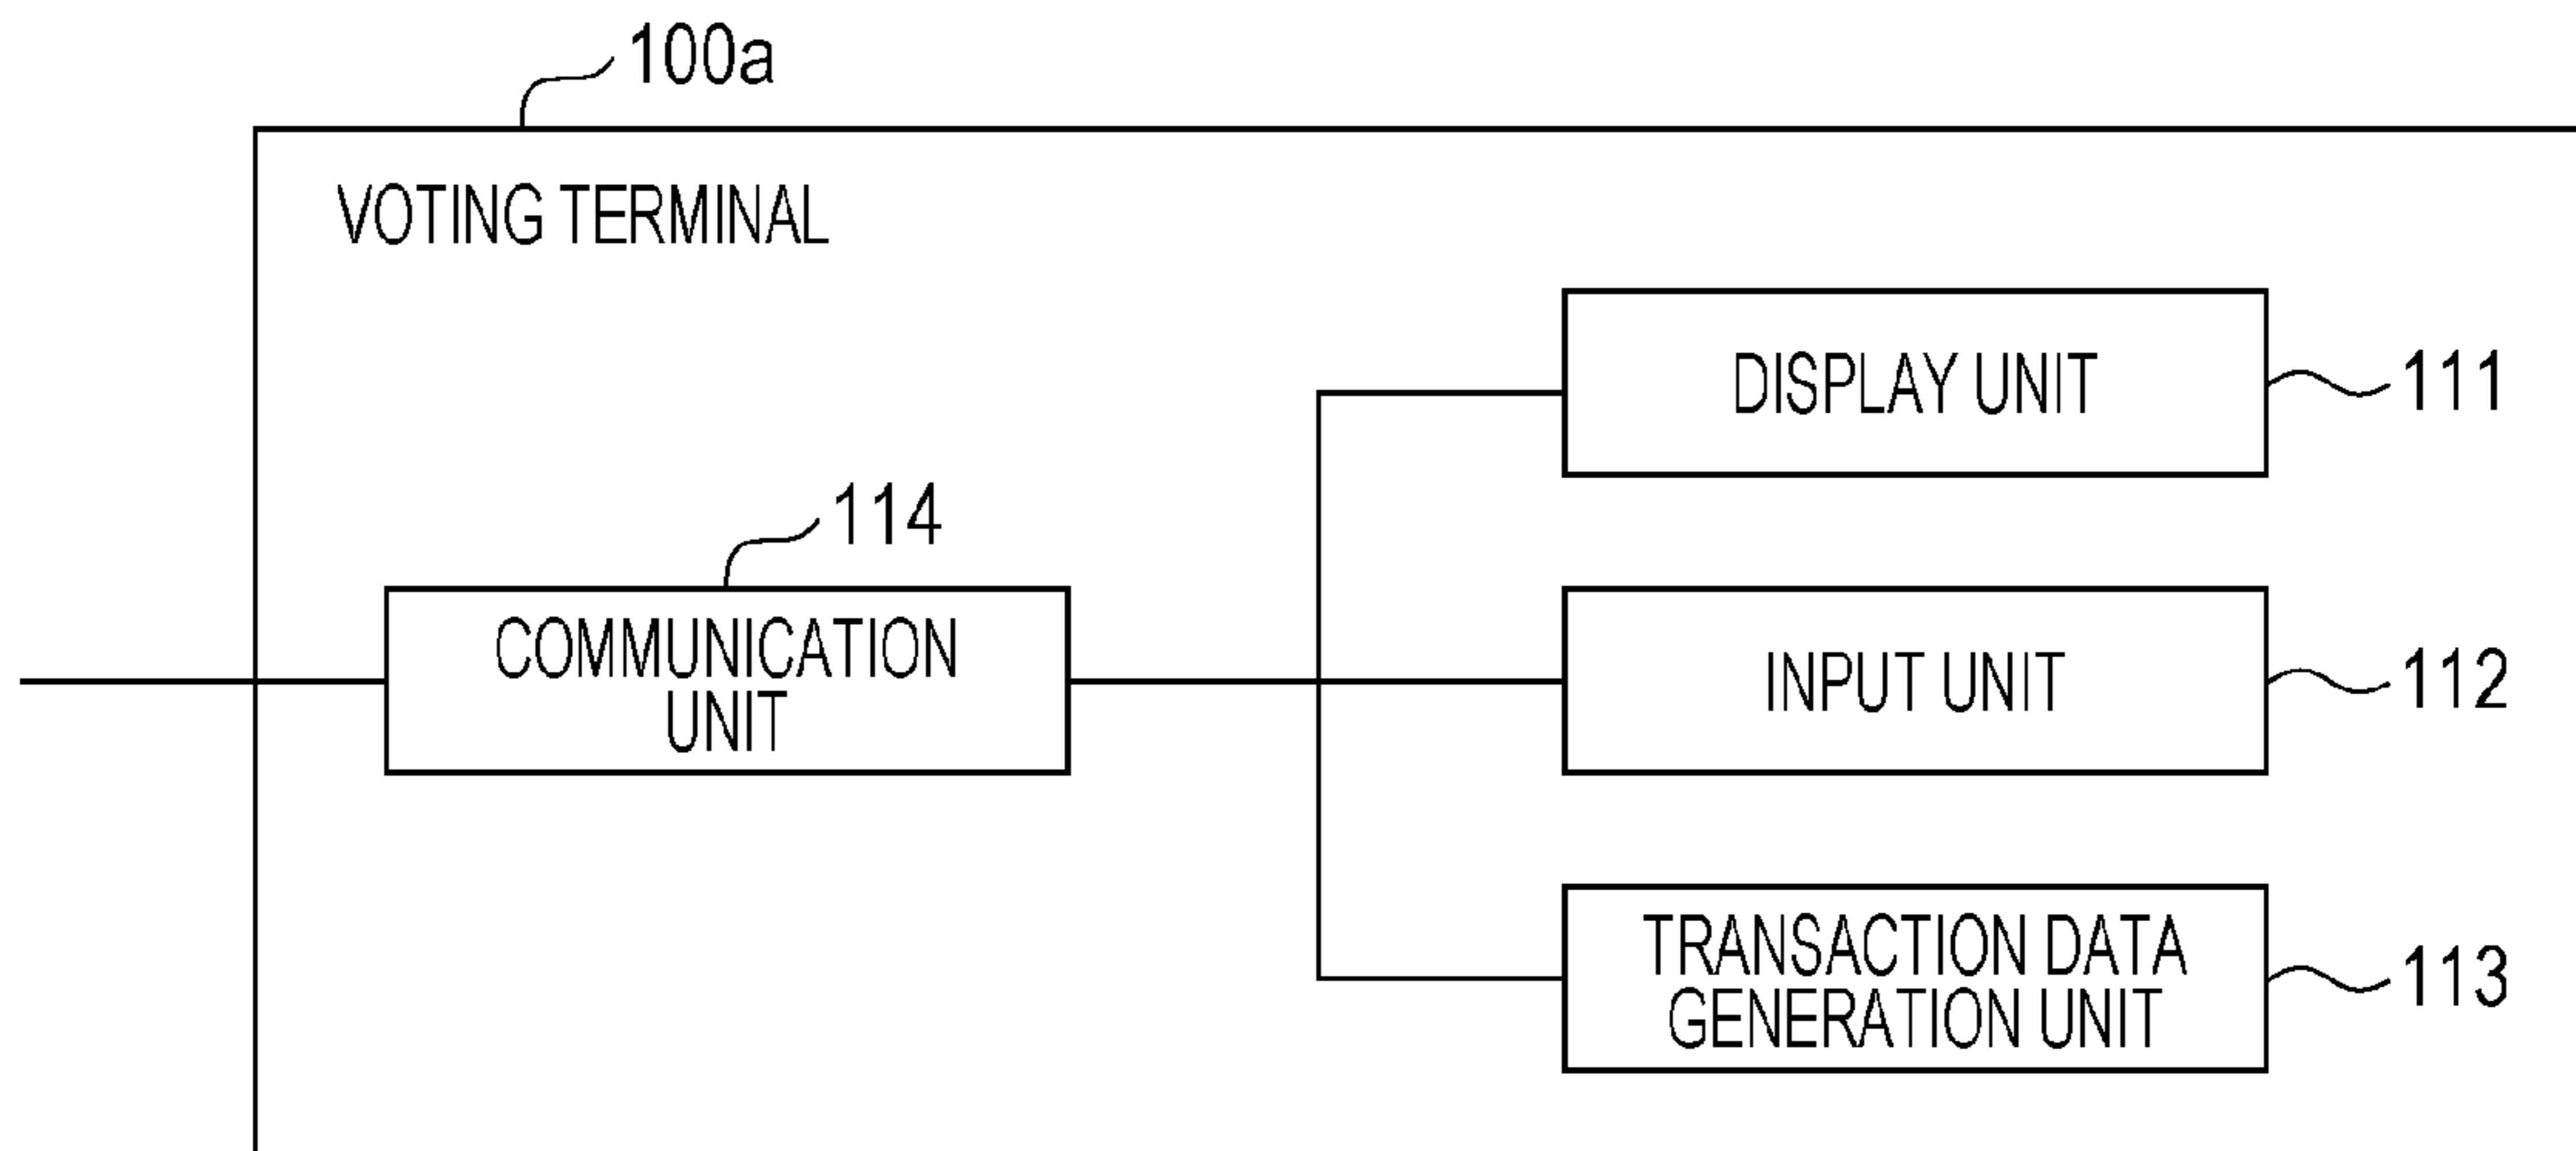 100a
VOTING TERMINAL
DISPLAY UNIT
111
114
COMMUNICATION
UNIT
INPUT UNIT
112
TRANSACTION DATA
GENERATION UNIT
113